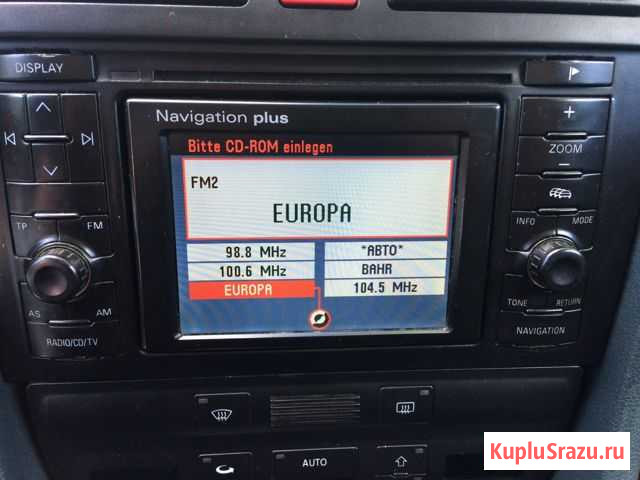 DISPLAY
Navigation plus
Bitte CD-ROM einlegen
FM2
EUROPA
98.8 MHz
*ABTO*
100.6 MHz
BAHR
EUROPA
104.5 MHz
+
ZOOM
−
TP
FM
INFO
MODE
AS
AM
TONE
RETURN
RADIO/CD/TV
NAVIGATION
AUTO
KupluSrazu.ru